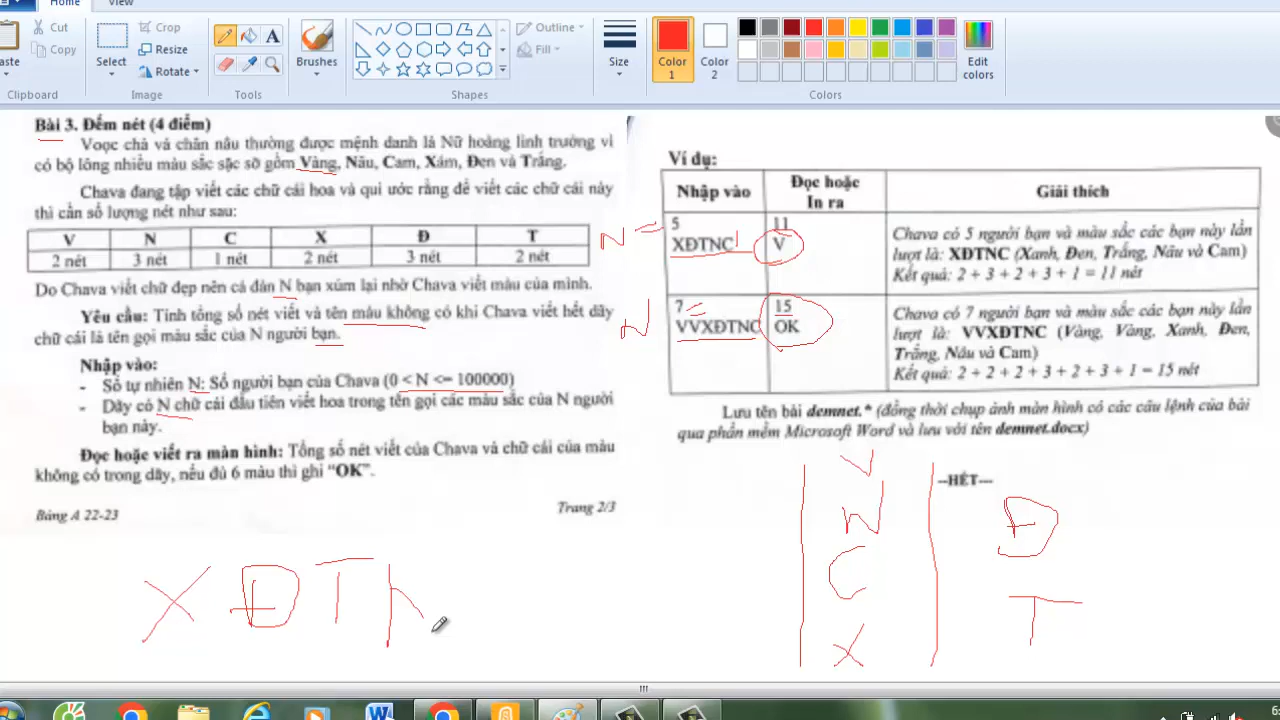 Home
View
Cut
Copy
aste
Clipboard
Select
Crop
Resize
Rotate
Image
Tools
Brushes
Shapes
Outline
Fill
Size
Color
1
Color
2
Colors
Edit
colors
Bài 3. Đếm nét (4 điểm)
Voọc chà vá chân nâu thường được mệnh danh là Nữ hoàng linh trưởng vì
có bộ lông nhiều màu sắc sặc sỡ gồm Vàng, Nâu, Cam, Xám, Đen và Trắng.
Chava đang tập viết các chữ cái hoa và qui ước rằng để viết các chữ cái này
thì cần số lượng nét như sau:
V N C X Đ T
2 nét 3 nét 1 nét 2 nét 3 nét 2 nét
Do Chava viết chữ đẹp nên cả đàn N bạn xúm lại nhờ Chava viết màu của mình.
Yêu cầu: Tính tổng số nét viết và tên màu không có khi Chava viết hết dãy
chữ cái là tên gọi màu sắc của N người bạn.
Nhập vào:
- Số tự nhiên N: Số người bạn của Chava (0 < N <= 100000)
- Dãy có N chữ cái đầu tiên viết hoa trong tên gọi các màu sắc của N người
bạn này.
Đọc hoặc viết ra màn hình: Tổng số nét viết của Chava và chữ cái của màu
không có trong dãy, nếu đủ 6 màu thì ghi “OK”.
Bảng A 22-23
Trang 2/3
X Đ T
Ví dụ:
Nhập vào
Đọc hoặc
In ra
Giải thích
N =
5
XĐTNC
11
V
Chava có 5 người bạn và màu sắc các bạn này lần
lượt là: XĐTNC (Xanh, Đen, Trắng, Nâu và Cam)
Kết quả: 2 + 3 + 2 + 3 + 1 = 11 nét
N =
7
VVXĐTNC
15
OK
Chava có 7 người bạn và màu sắc các bạn này lần
lượt là: VVXĐTNC (Vàng, Vàng, Xanh, Đen,
Trắng, Nâu và Cam)
Kết quả: 2 + 2 + 2 + 3 + 2 + 3 + 1 = 15 nét
Lưu tên bài demnet.* (đồng thời chụp ảnh màn hình có các câu lệnh của bài
qua phần mềm Microsoft Word và lưu với tên demnet.docx)
--HẾT---
V
N
C
X
Đ
T